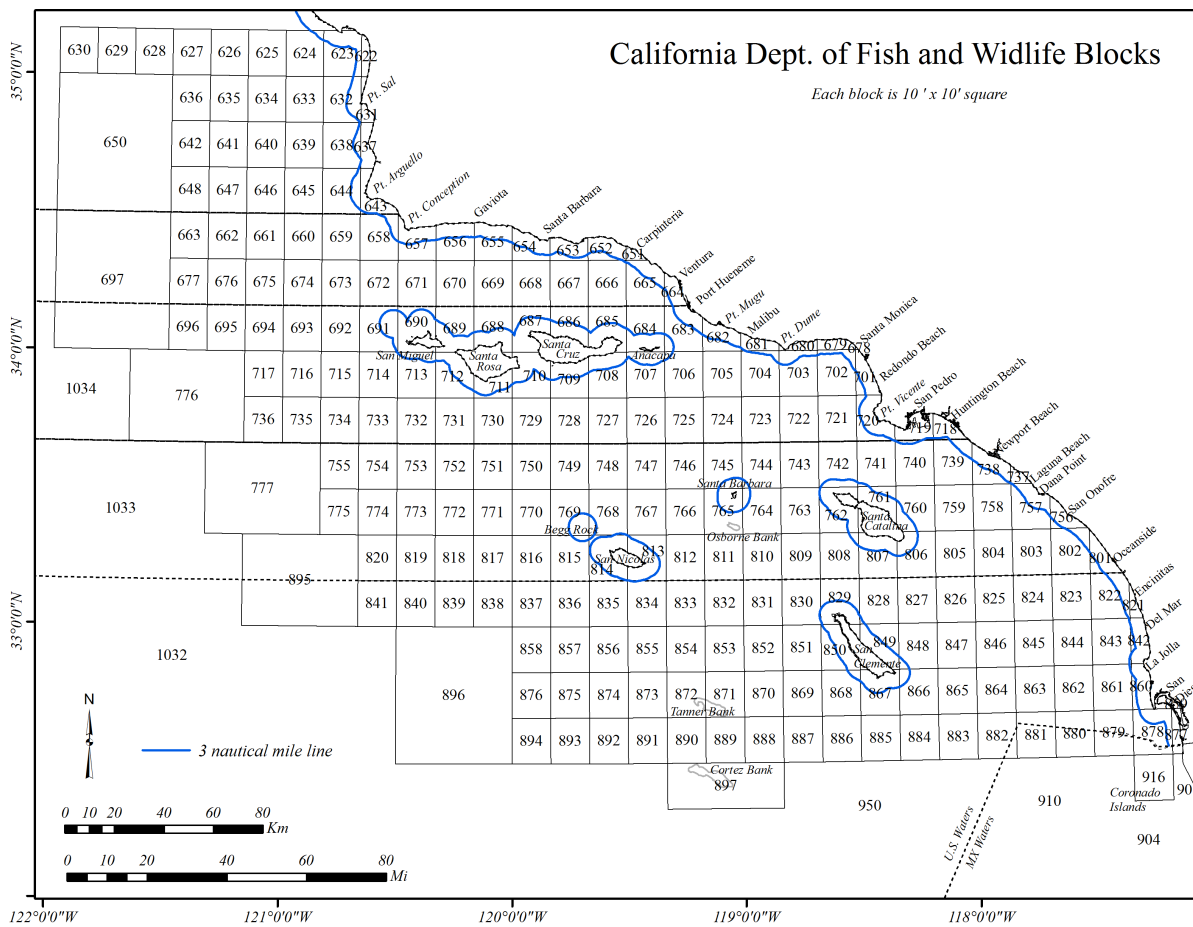 California Dept. of Fish and Widlife Blocks
Each block is 10 ' x 10' square
630 629 628 627 626 625 624 623 622
35°0'0"N
Pt. Sal
636 635 634 633 632 631
650
642 641 640 639 638 637
Pt. Arguello
648 647 646 645 644 643
Pt. Conception
Gaviota
Santa Barbara
Carpinteria
663 662 661 660 659 658 657 656 655 654 653 652 651
Ventura
Port Hueneme
697
677 676 675 674 673 672 671 670 669 668 667 666 665 664
Pt. Mugu
Malibu
Pt. Dume
Santa Monica
696 695 694 693 692 691 690 689 688 687 686 685 684 683 682 681 680 679 678
San Miguel
Santa Rosa
Santa Cruz
Anacapa
34°0'0"N
Redondo Beach
1034
776
717 716 715 714 713 712 711 710 709 708 707 706 705 704 703 702 701
Pt. Vicente
San Pedro
Huntington Beach
736 735 734 733 732 731 730 729 728 727 726 725 724 723 722 721 720 719 718
Newport Beach
Laguna Beach
Dana Point
755 754 753 752 751 750 749 748 747 746 745 744 743 742 741 740 739 738 737
Santa Barbara
San Onofre
777
1033
775 774 773 772 771 770 769 768 767 766 765 764 763 762 761 760 759 758 757 756
Begg Rock
Osborne Bank
Santa Catalina
Oceanside
820 819 818 817 816 815 814 813 812 811 810 809 808 807 806 805 804 803 802 801
San Nicolas
895
Encinitas
33°0'0"N
841 840 839 838 837 836 835 834 833 832 831 830 829 828 827 826 825 824 823 822 821
Del Mar
1032
858 857 856 855 854 853 852 851 850 849 848 847 846 845 844 843 842
San Clemente
La Jolla
896
876 875 874 873 872 871 870 869 868 867 866 865 864 863 862 861 860
San
Tanner Bank
N
894 893 892 891 890 889 888 887 886 885 884 883 882 881 880 879 878 877
3 nautical mile line
Cortez Bank
897
916
Coronado Islands
950
910
904
U.S. Waters
MX Waters
0 10 20 40 60 80
Km
0 10 20 40 60 80
Mi
122°0'0"W 121°0'0"W 120°0'0"W 119°0'0"W 118°0'0"W